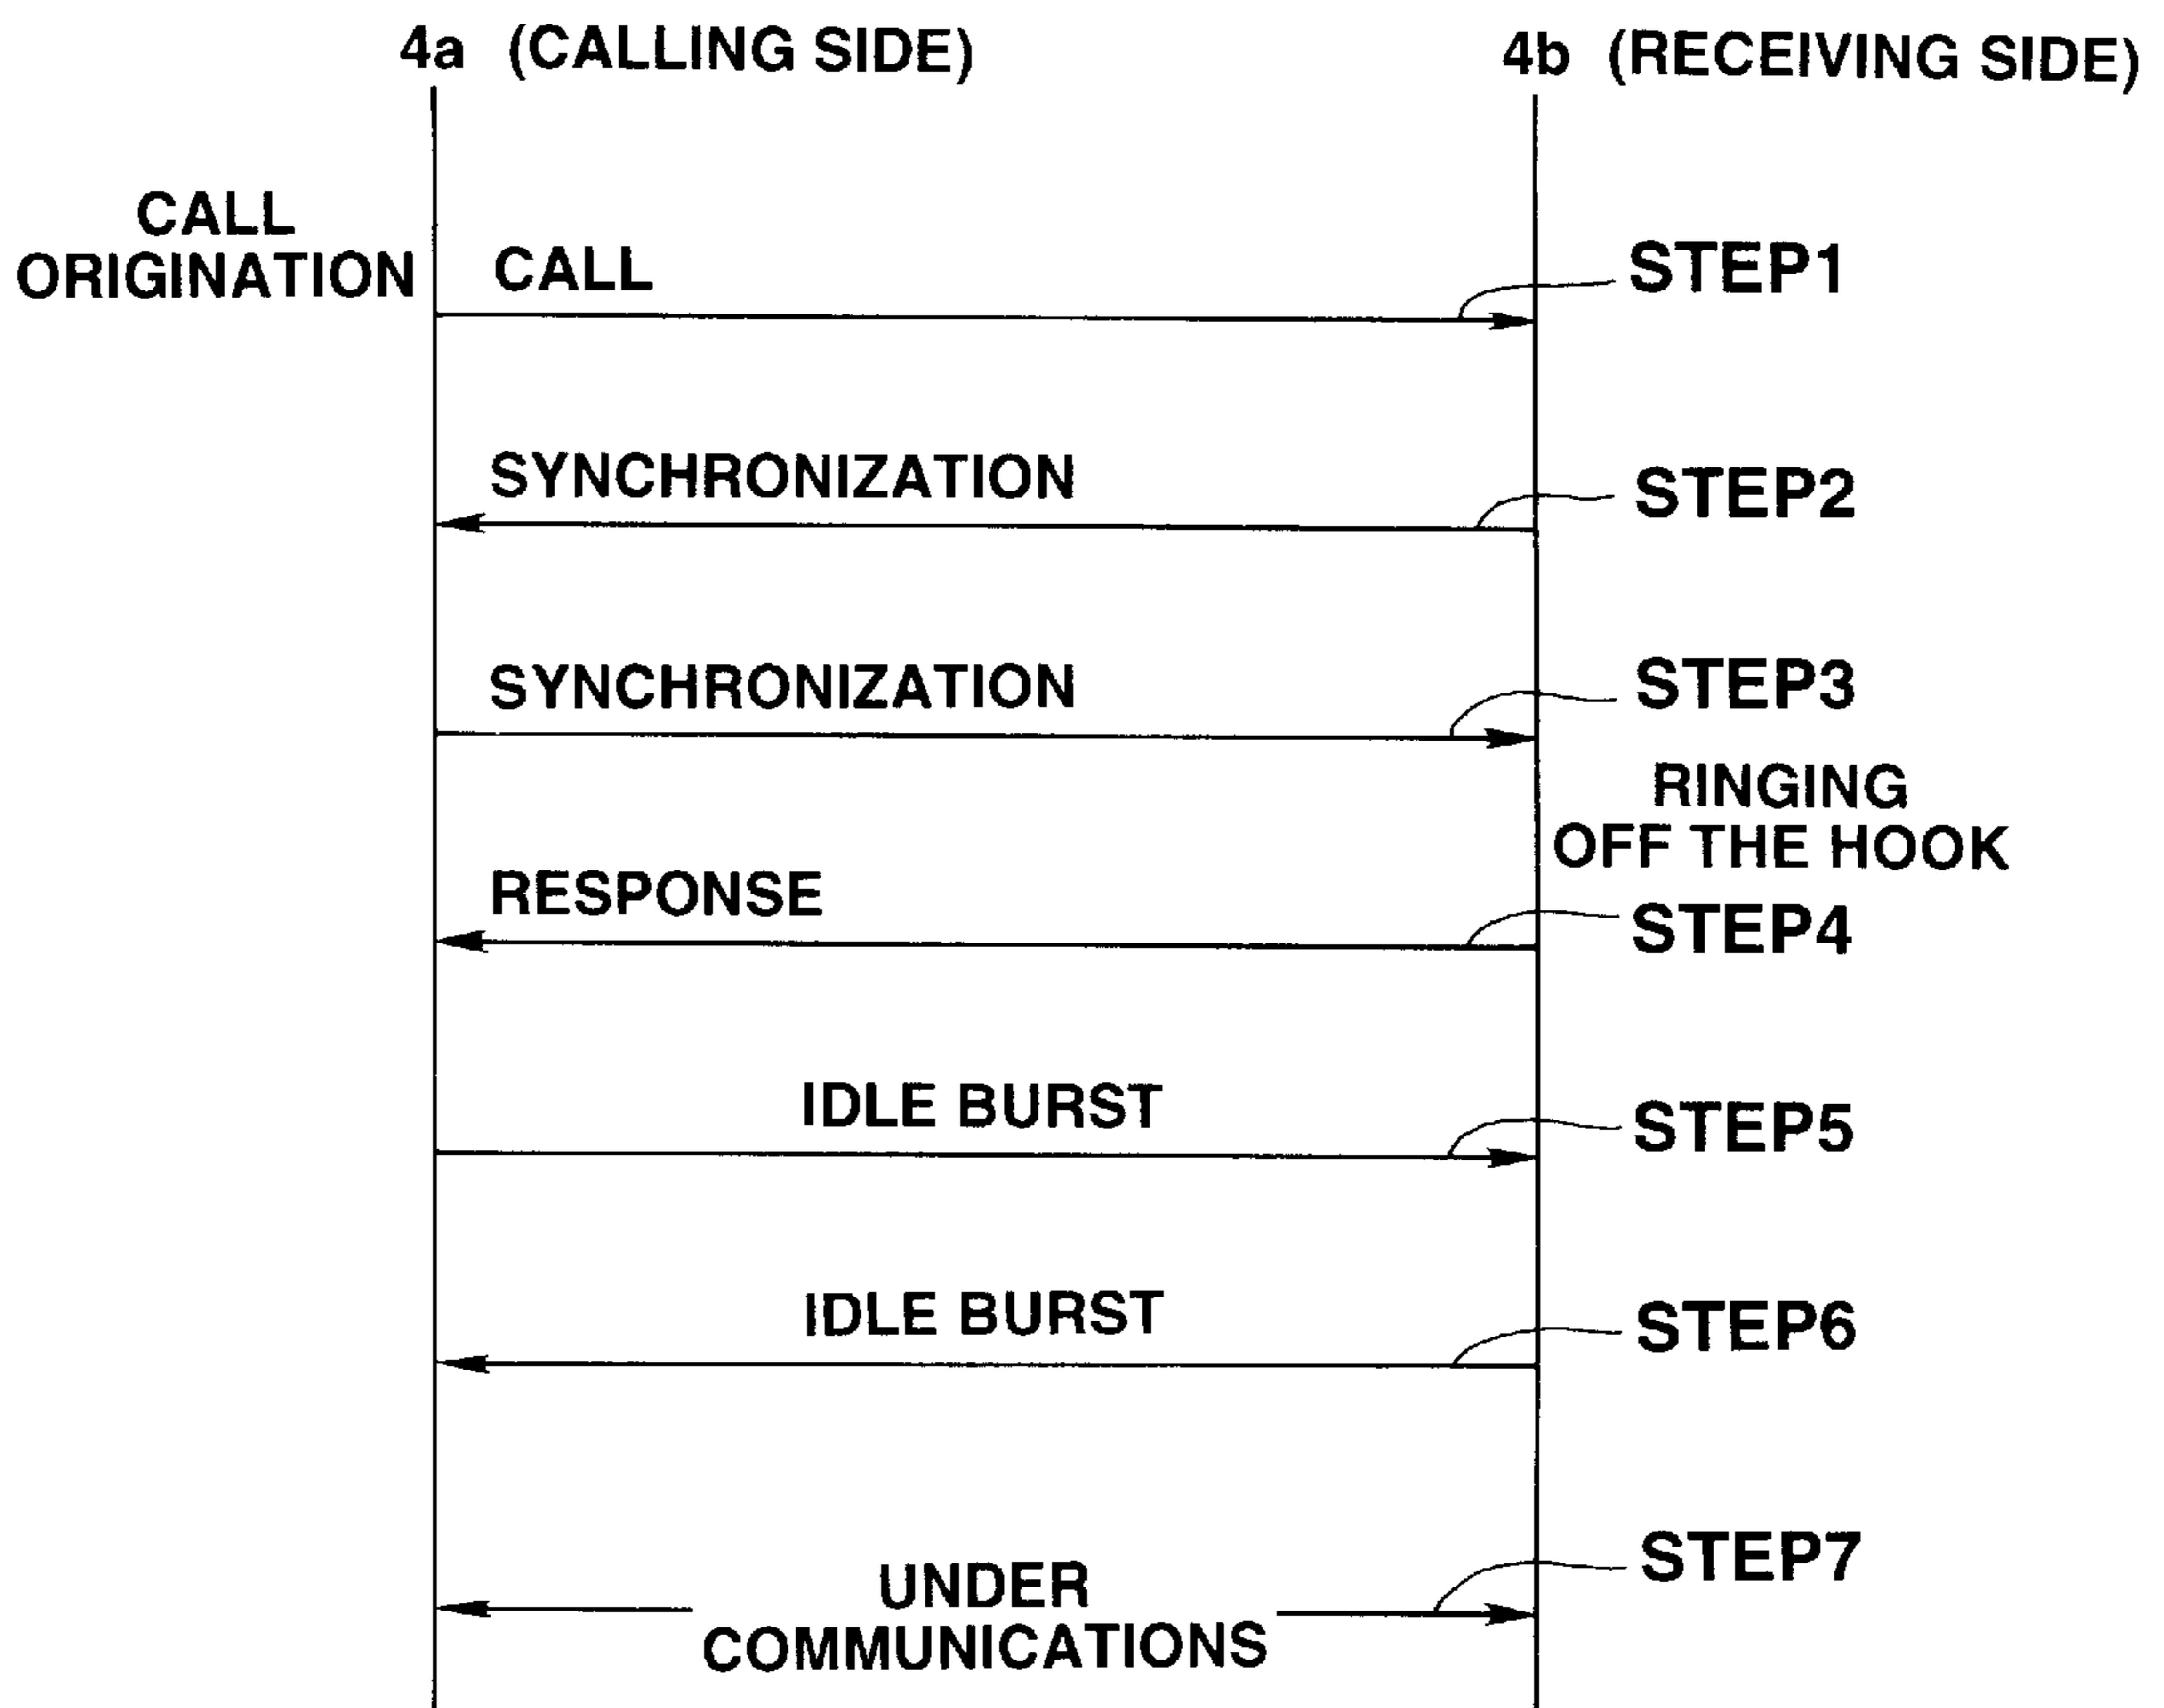 4a (CALLING SIDE)
4b (RECEIVING SIDE)
CALL
ORIGINATION
CALL
STEP1
SYNCHRONIZATION
STEP2
SYNCHRONIZATION
STEP3
RINGING
OFF THE HOOK
RESPONSE
STEP4
IDLE BURST
STEP5
IDLE BURST
STEP6
STEP7
UNDER
COMMUNICATIONS